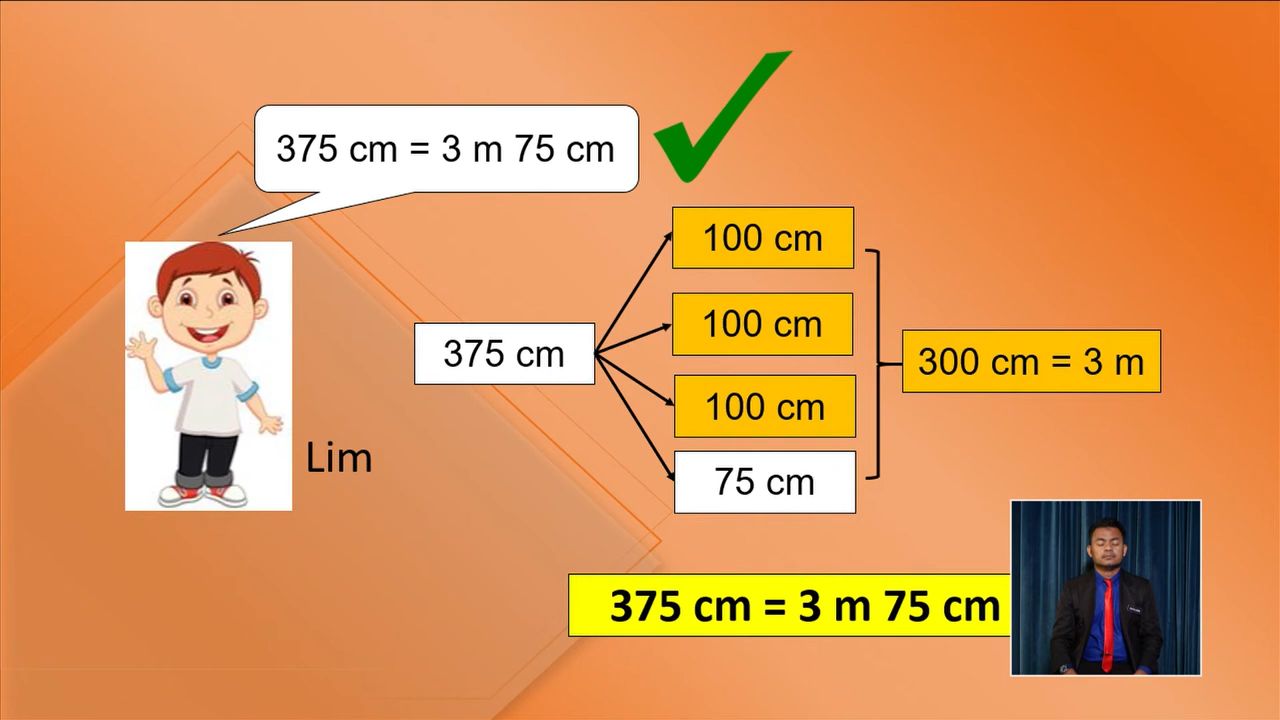 375 cm = 3 m 75 cm
100 cm
100 cm
375 cm
300 cm = 3 m
100 cm
75 cm
Lim
375 cm = 3 m 75 cm